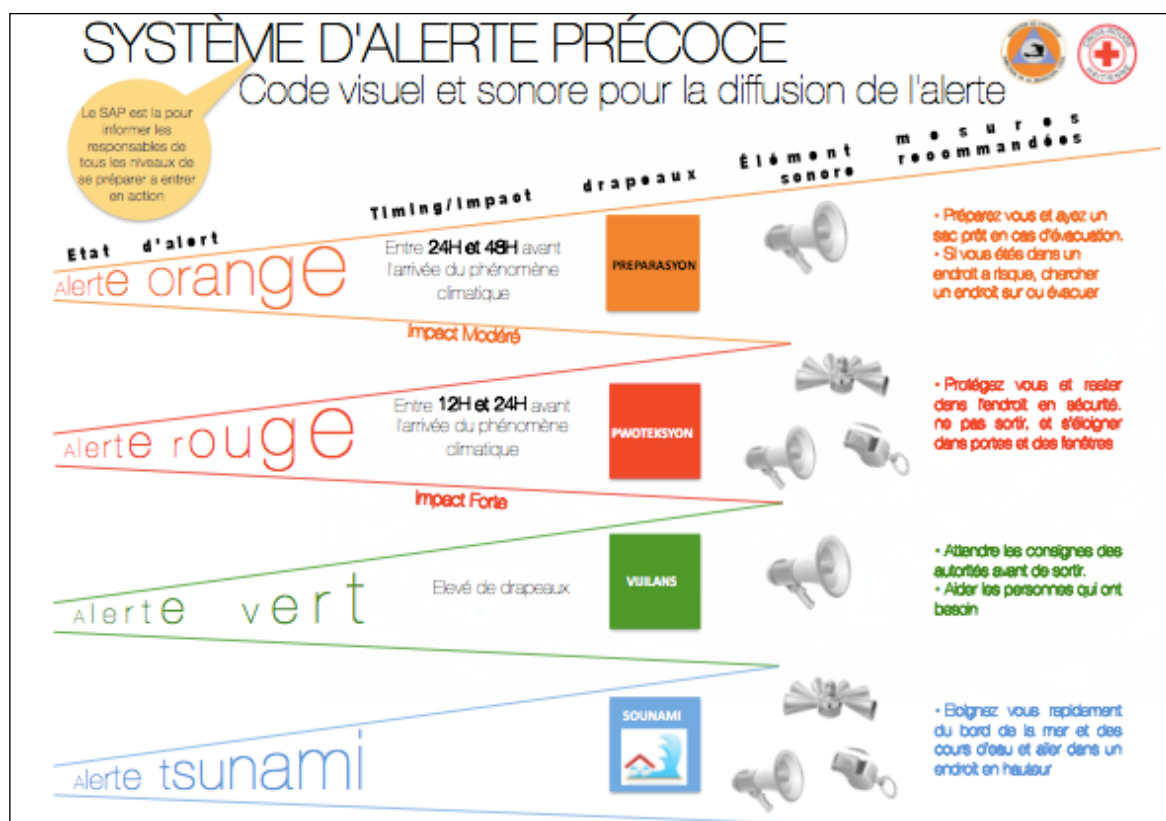 SYSTÈME D'ALERTE PRÉCOCE
Code visuel et sonore pour la diffusion de l'alerte
Le SAP est la pour
informer les
responsables de
tous les niveaux de
se préparer a entrer
en action
CROIX-ROUGE
HAITIENNE
Etat d'alert
Timing/impact
drapeaux
Élément
sonore
mesures
recommandées
Alerte orange
Entre 24H et 48H avant
l'arrivée du phénomène
climatique
Impact Modéré
PREPARASYON
• Préparez vous et ayez un
sac prêt en cas d'évacuation.
• Si vous étés dans un
endroit a risque, chercher
un endroit sur ou évacuer
Alerte rouge
Entre 12H et 24H avant
l'arrivée du phénomène
climatique
Impact Forte
PWOTEKSYON
• Protégez vous et rester
dans l'endroit en sécurité.
ne pas sortir, et s'éloigner
dans portes et des fenêtres
Alerte vert
Elevé de drapeaux
VIJILANS
• Attendre les consignes des
autorités avant de sortir.
• Aider les personnes qui ont
besoin
Alerte tsunami
SOUNAMI
• Eloignez vous rapidement
du bord de la mer et des
cours d'eau et aller dans un
endroit en hauteur